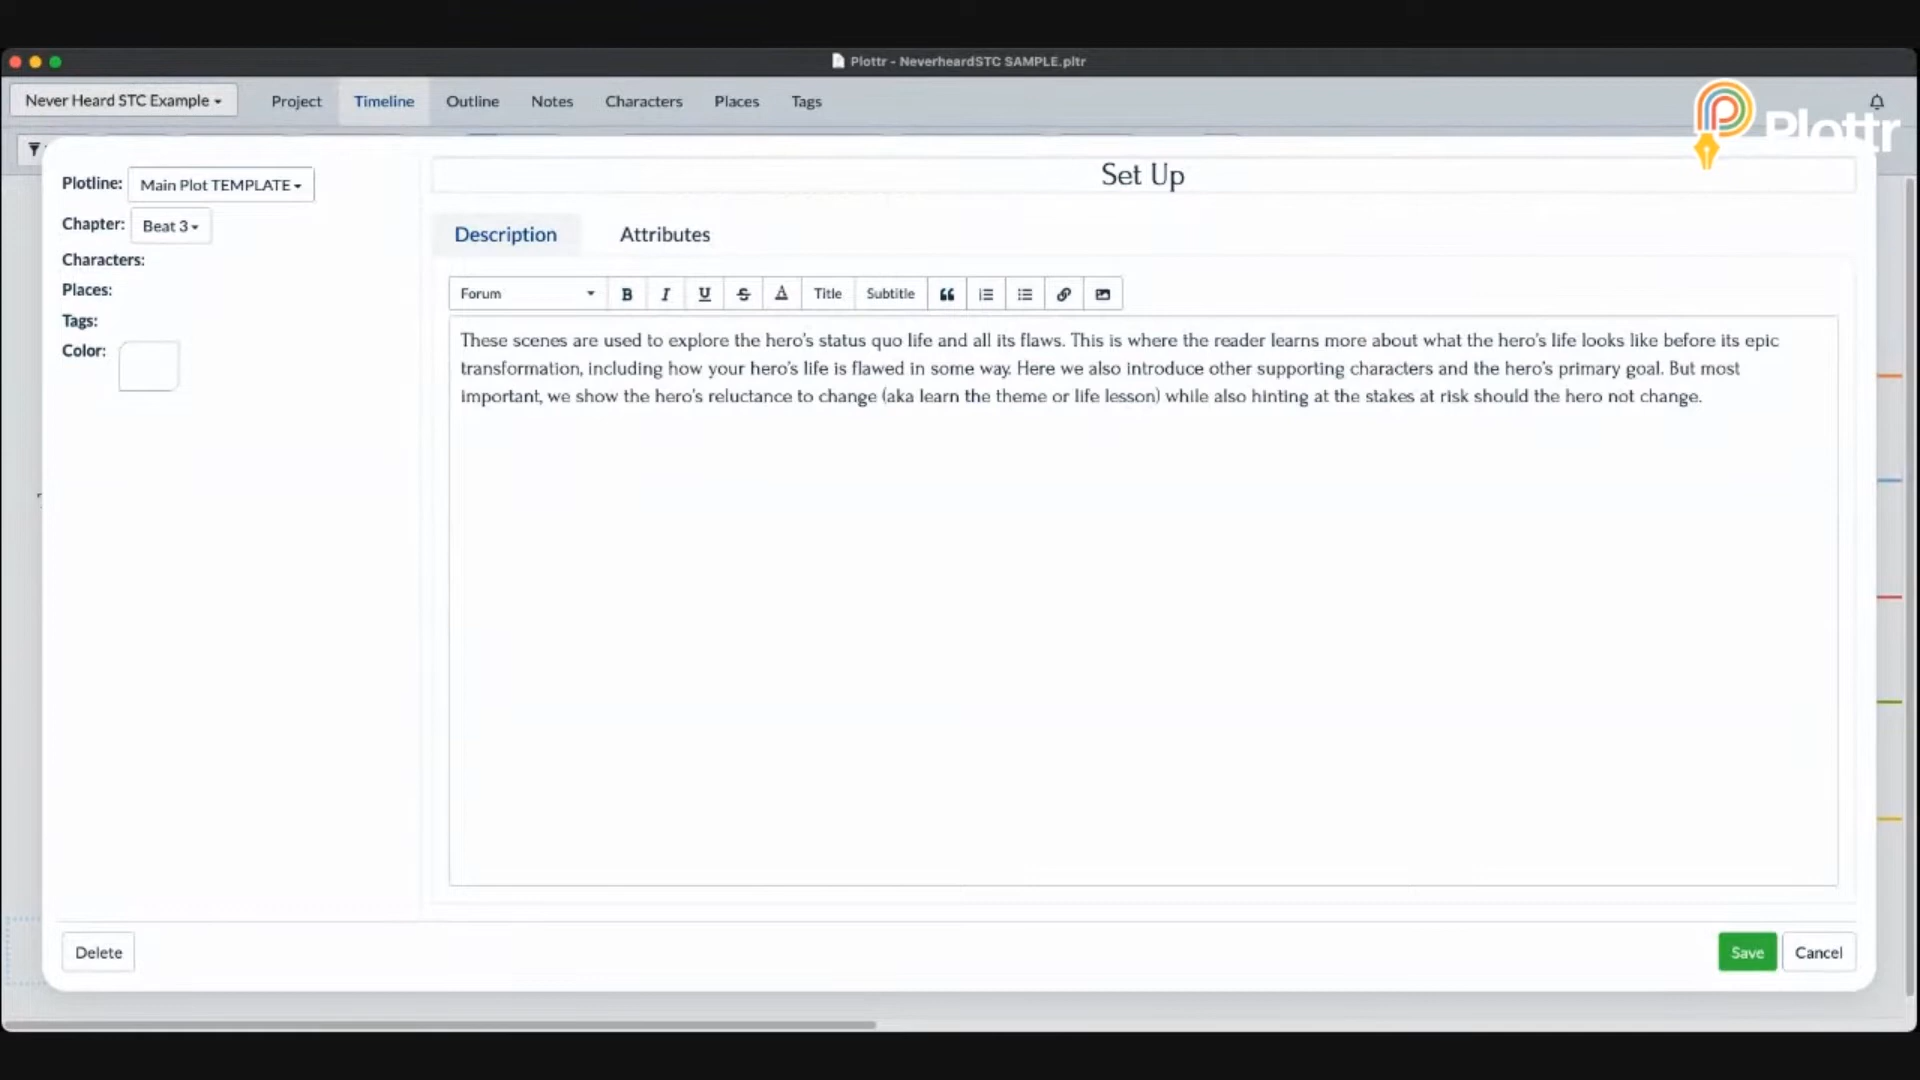 Plottr - NeverheardSTC SAMPLE.pltr
Never Heard STC Example
Project
Timeline
Outline
Notes
Characters
Places
Tags
Plottr
Plotline:
Main Plot TEMPLATE
Chapter:
Beat 3
Characters:
Places:
Tags:
Color:
Set Up
Description
Attributes
Forum
B
I
U
S
A
Title
Subtitle
These scenes are used to explore the hero's status quo life and all its flaws. This is where the reader learns more about what the hero's life looks like before its epic
transformation, including how your hero's life is flawed in some way. Here we also introduce other supporting characters and the hero's primary goal. But most
important, we show the hero's reluctance to change (aka learn the theme or life lesson) while also hinting at the stakes at risk should the hero not change.
Delete
Save
Cancel